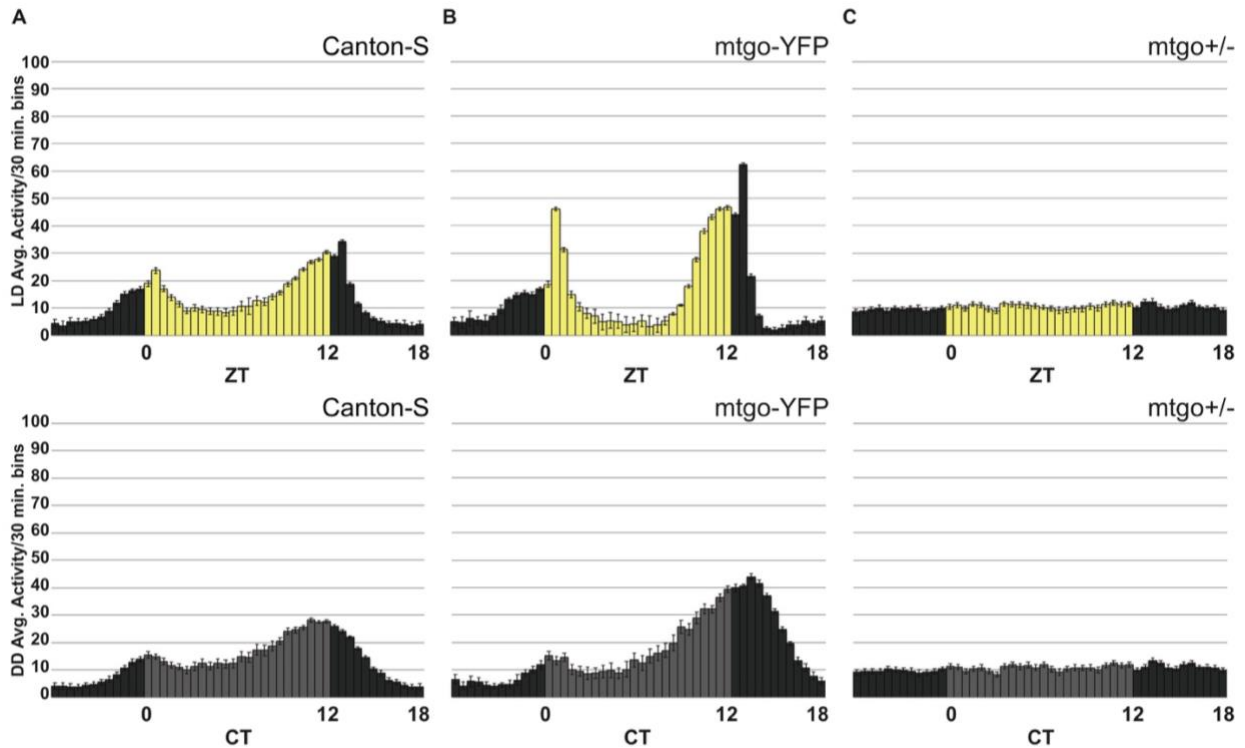 A B C
Canton-S mtgo-YFP mtgo+/-
LD Avg. Activity/30 min. bins
100
90
80
70
60
50
40
30
20
10
0
0 12 18 0 12 18 0 12 18
ZT ZT ZT
Canton-S mtgo-YFP mtgo+/-
DD Avg. Activity/30 min. bins
100
90
80
70
60
50
40
30
20
10
0
0 12 18 0 12 18 0 12 18
CT CT CT